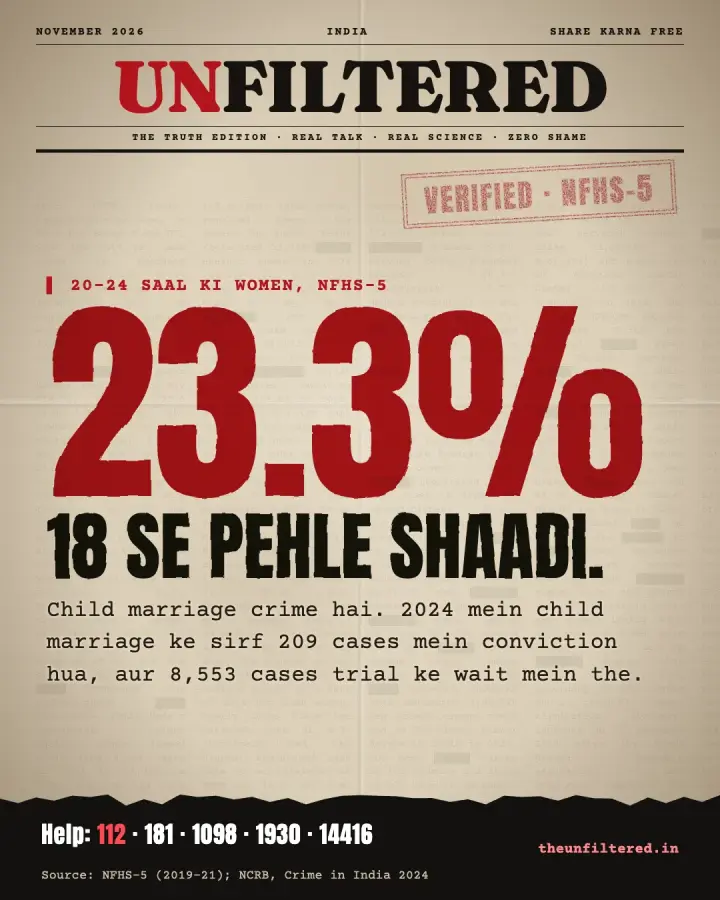 NOVEMBER 2026 INDIA SHARE KARNA FREE
UNFILTERED
THE TRUTH EDITION · REAL TALK · REAL SCIENCE · ZERO SHAME
VERIFIED · NFHS-5
20-24 SAAL KI WOMEN, NFHS-5
23.3%
18 SE PEHLE SHAADI.
Child marriage crime hai. 2024 mein child
marriage ke sirf 209 cases mein conviction
hua, aur 8,553 cases trial ke wait mein the.
Help: 112 · 181 · 1098 · 1930 · 14416
theunfiltered.in
Source: NFHS-5 (2019-21); NCRB, Crime in India 2024